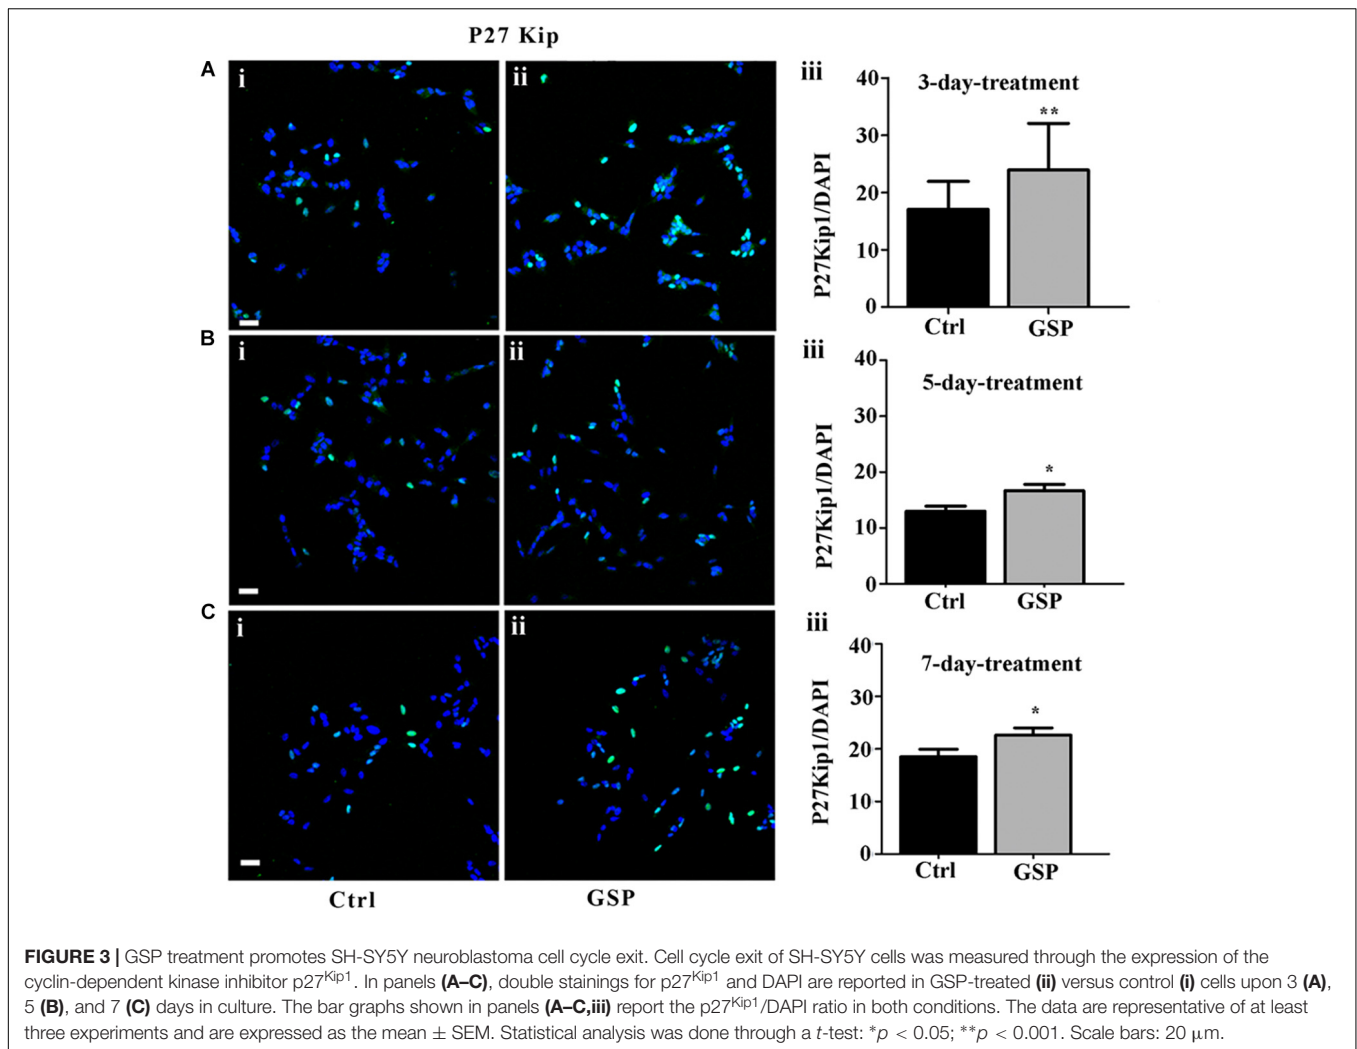 P27 Kip
A
i
ii
iii
40
30
20
10
0
P27Kip1/DAPI
3-day-treatment
**
Ctrl
GSP
B
i
ii
iii
40
30
20
10
0
P27Kip1/DAPI
5-day-treatment
*
Ctrl
GSP
C
i
ii
iii
40
30
20
10
0
P27Kip1/DAPI
7-day-treatment
*
Ctrl
GSP
Ctrl
GSP
FIGURE 3 | GSP treatment promotes SH-SY5Y neuroblastoma cell cycle exit. Cell cycle exit of SH-SY5Y cells was measured through the expression of the
cyclin-dependent kinase inhibitor p27Kip1. In panels (A–C), double stainings for p27Kip1 and DAPI are reported in GSP-treated (ii) versus control (i) cells upon 3 (A),
5 (B), and 7 (C) days in culture. The bar graphs shown in panels (A–C,iii) report the p27Kip1/DAPI ratio in both conditions. The data are representative of at least
three experiments and are expressed as the mean ± SEM. Statistical analysis was done through a t-test: *p < 0.05; **p < 0.001. Scale bars: 20 μm.